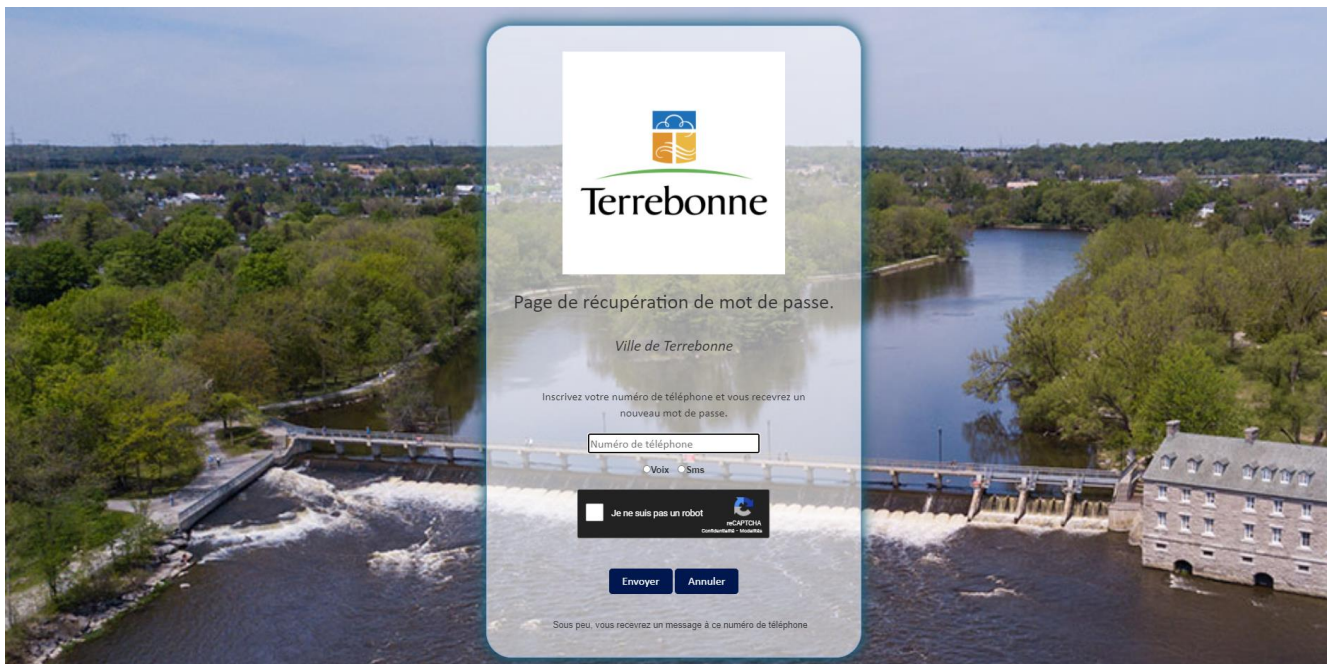 Terrebonne
Page de récupération de mot de passe.
Ville de Terrebonne
Inscrivez votre numéro de téléphone et vous recevrez un
nouveau mot de passe.
Numéro de téléphone
Voix Sms
Je ne suis pas un robot
reCAPTCHA
Confidentialité - Modalités
Envoyer Annuler
Sous peu, vous recevrez un message à ce numéro de téléphone